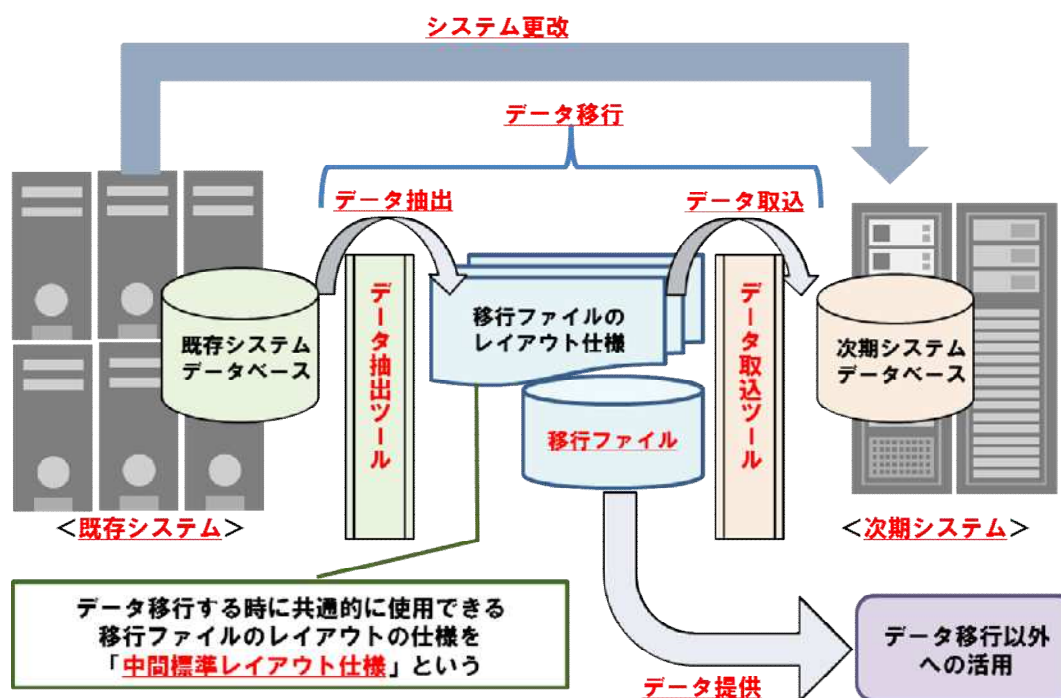 システム更改
データ移行
データ抽出
データ取込
データ抽出ツール
データ取込ツール
移行ファイルの
レイアウト仕様
既存システム
データベース
次期システム
データベース
移行ファイル
<既存システム>
<次期システム>
データ移行する時に共通的に使用できる
移行ファイルのレイアウトの仕様を
「中間標準レイアウト仕様」という
データ移行以外
への活用
データ提供